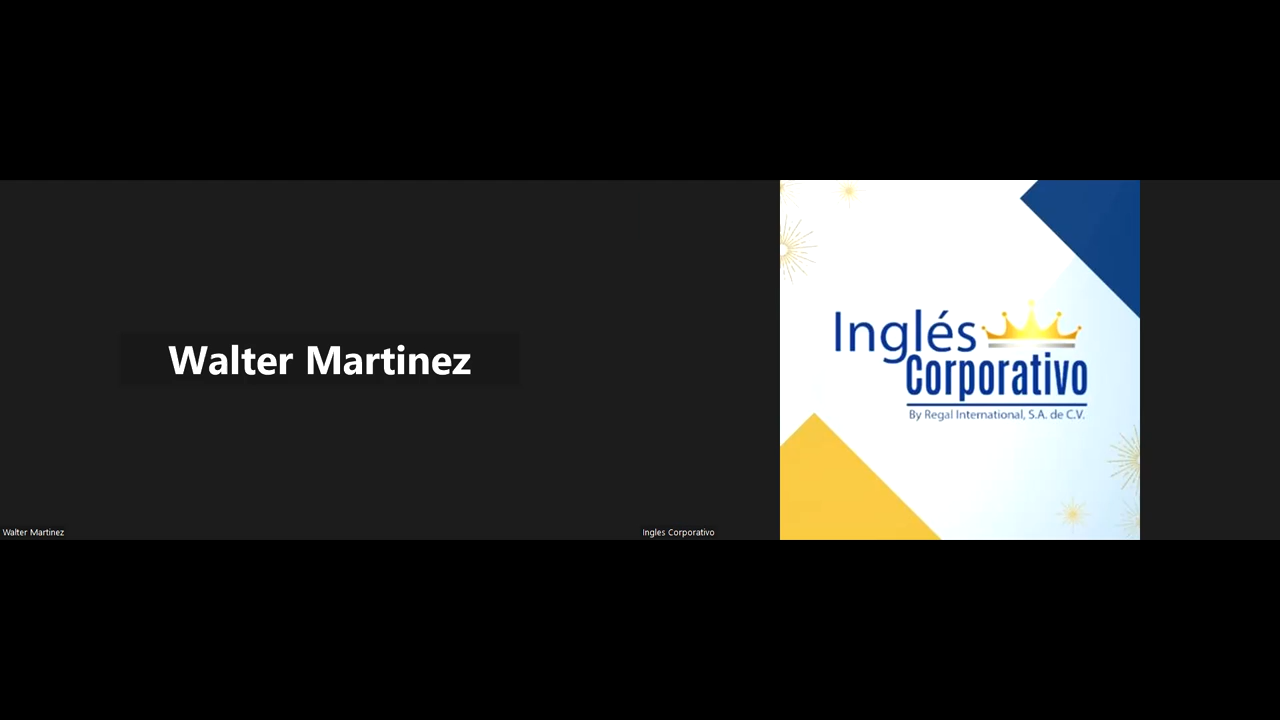 Walter Martinez
Inglés
Corporativo
By Regal International, S.A. de C.V.
Walter Martinez
Ingles Corporativo